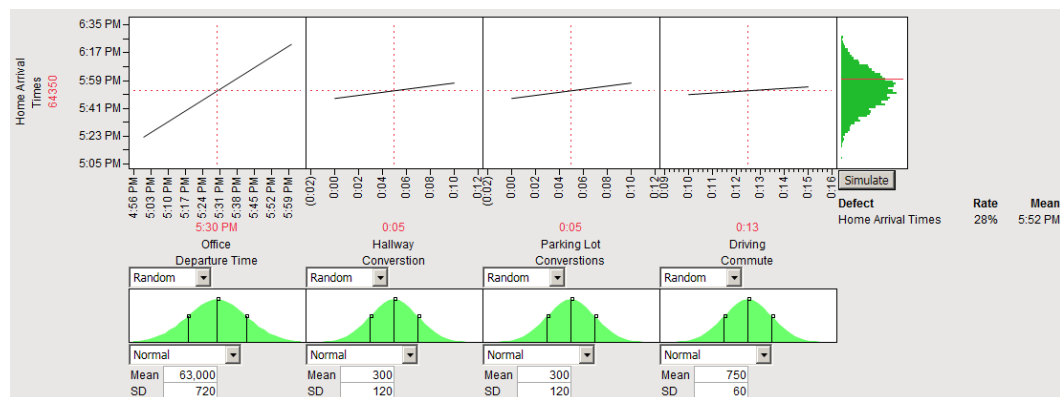 Home Arrival
Times
64350
6:35 PM
6:17 PM
5:59 PM
5:41 PM
5:23 PM
5:05 PM
4:56 PM
5:03 PM
5:10 PM
5:17 PM
5:24 PM
5:31 PM
5:38 PM
5:45 PM
5:52 PM
5:59 PM
(0:02)
0:00
0:02
0:04
0:06
0:08
0:10
0:12
(0:02)
0:00
0:02
0:04
0:06
0:08
0:10
0:12
0:09
0:10
0:11
0:12
0:13
0:14
0:15
0:16
5:30 PM
0:05
0:05
0:13
Office
Departure Time
Hallway
Converstion
Parking Lot
Converstions
Driving
Commute
Simulate
Defect Rate Mean
Home Arrival Times 28% 5:52 PM
Random Random Random Random
Normal Normal Normal Normal
Mean 63,000 Mean 300 Mean 300 Mean 750
SD 720 SD 120 SD 120 SD 60